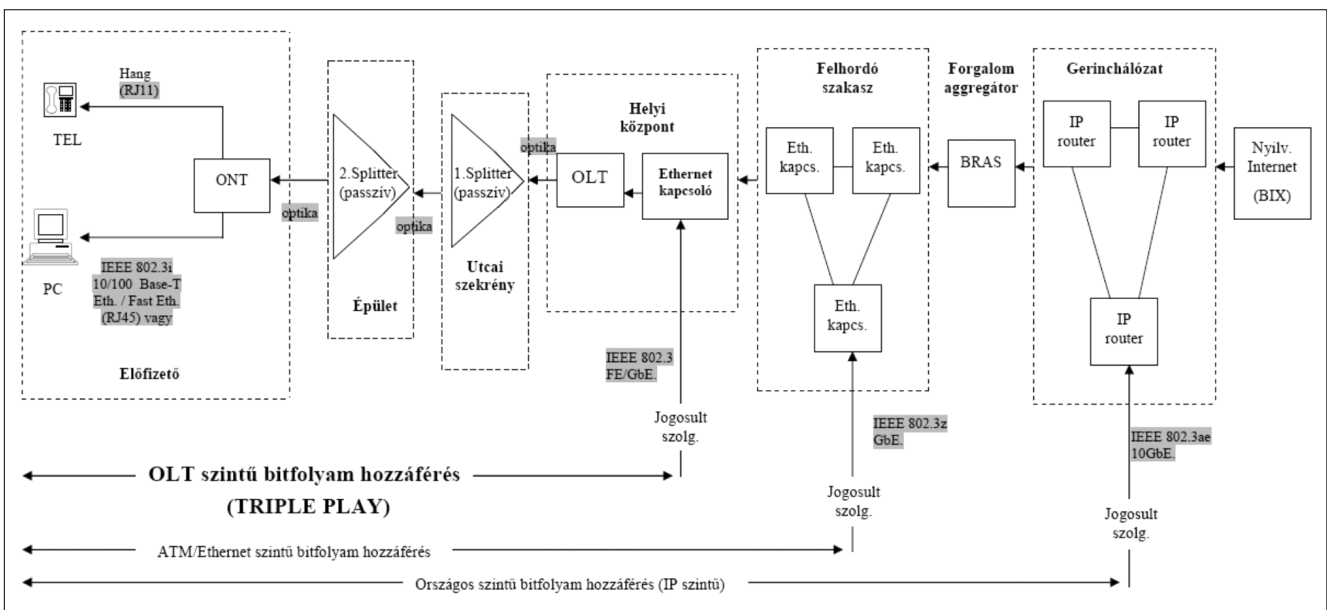 Hang
(RJ11)
TEL
ONT
PC
IEEE 802.3i
10/100 Base-T
Eth. / Fast Eth.
(RJ45) vagy
Előfizető
optika
2.Splitter
(passzív)
Épület
optika
1.Splitter
(passzív)
Utcai
szekrény
optika
Helyi
központ
OLT
Ethernet
kapcsoló
IEEE 802.3
FE/GbE.
Jogosult
szolg.
Felhordó
szakasz
Eth.
kapcs.
Eth.
kapcs.
Eth.
kapcs.
IEEE 802.3z
GbE.
Jogosult
szolg.
Forgalom
aggregátor
BRAS
Gerinchálózat
IP
router
IP
router
IP
router
IEEE 802.3ae
10GbE.
Jogosult
szolg.
Nyilv.
Internet
(BIX)
OLT szintű bitfolyam hozzáférés
(TRIPLE PLAY)
ATM/Ethernet szintű bitfolyam hozzáférés
Országos szintű bitfolyam hozzáférés (IP szintű)